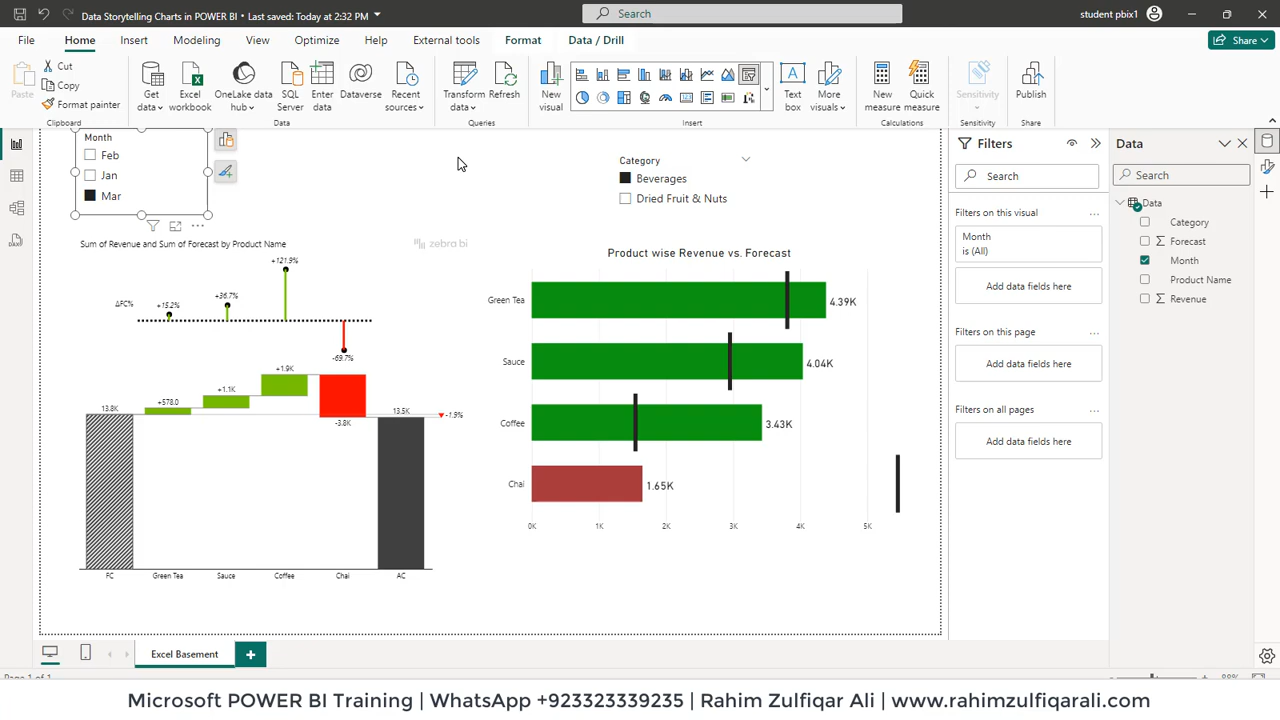 Data Storytelling Charts in POWER BI • Last saved: Today at 2:32 PM
Search
student pbix1
File
Home
Insert
Modeling
View
Optimize
Help
External tools
Format
Data / Drill
Share
Paste
Cut
Copy
Format painter
Get data
Excel workbook
OneLake data hub
SQL Server
Enter data
Dataverse
Recent sources
Transform data
Refresh
New visual
Text box
More visuals
New measure
Quick measure
Sensitivity
Publish
Clipboard
Data
Queries
Insert
Calculations
Sensitivity
Share
Month
Feb
Jan
Mar
Category
Beverages
Dried Fruit & Nuts
Sum of Revenue and Sum of Forecast by Product Name
zebra bi
+121.9%
+36.7%
+15.2%
ΔFC%
-69.7%
+1.9K
+1.1K
+578.0
13.8K
13.5K
-1.9%
-3.8K
FC
Green Tea
Sauce
Coffee
Chai
AC
Product wise Revenue vs. Forecast
Green Tea
4.39K
Sauce
4.04K
Coffee
3.43K
Chai
1.65K
0K
1K
2K
3K
4K
5K
Filters
Search
Filters on this visual
...
Month
is (All)
Add data fields here
Filters on this page
...
Add data fields here
Filters on all pages
...
Add data fields here
Data
Search
Data
Category
Forecast
Month
Product Name
Revenue
Excel Basement
Microsoft POWER BI Training | WhatsApp +923323339235 | Rahim Zulfiqar Ali | www.rahimzulfiqarali.com